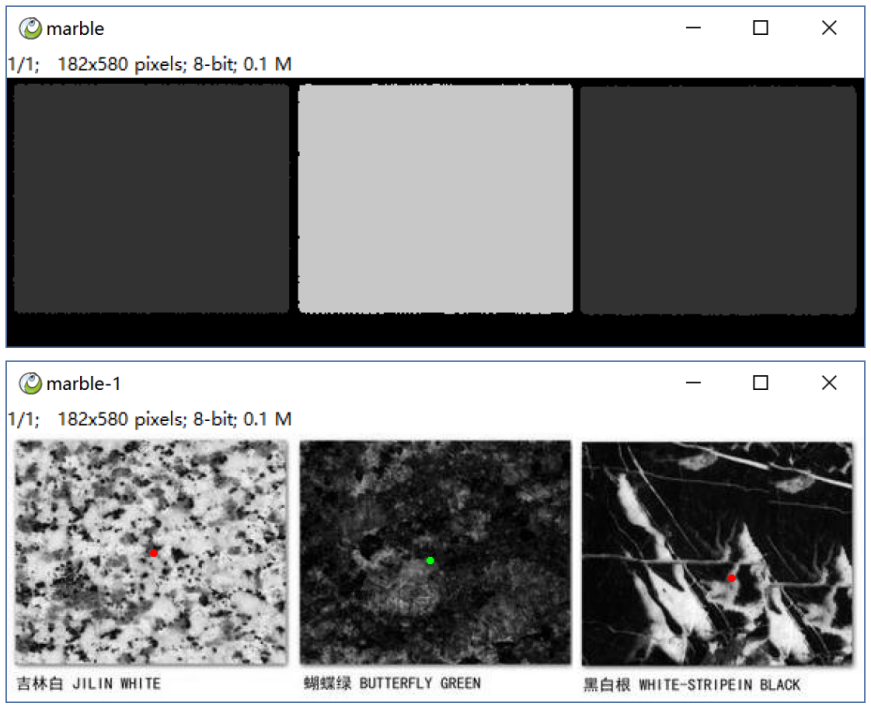 marble
1/1; 182x580 pixels; 8-bit; 0.1 M
marble-1
1/1; 182x580 pixels; 8-bit; 0.1 M
吉林白 JILIN WHITE
蝴蝶绿 BUTTERFLY GREEN
黑白根 WHITE-STRIPEIN BLACK